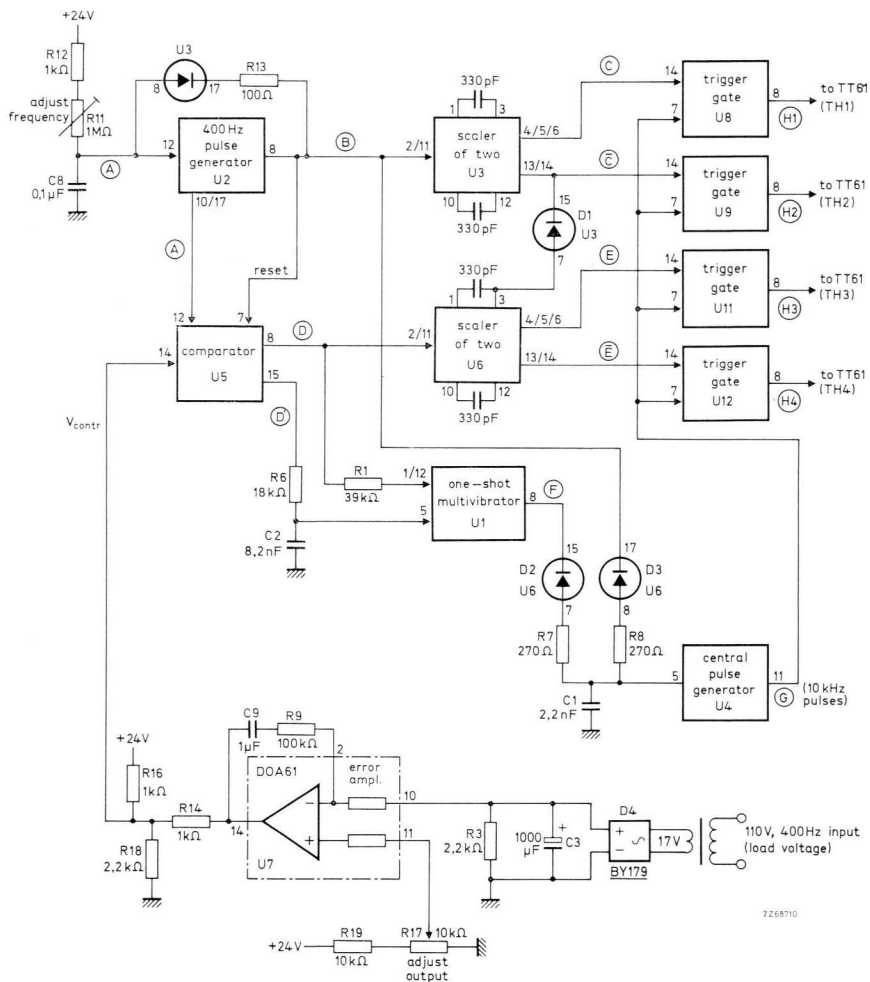 +24V
R12
1kΩ
adjust
frequency
R11
1MΩ
C8
0,1µF
A
U3
8
17
R13
100Ω
12
400Hz
pulse
generator
U2
8
10/17
B
A
reset
12
7
14
comparator
U5
8
15
D
D'
Vcontr
330pF
1
3
2/11
scaler
of two
U3
4/5/6
13/14
10
12
330pF
C
C̅
15
D1
U3
7
330pF
1
3
2/11
scaler
of two
U6
4/5/6
13/14
10
12
330pF
E
E̅
14
7
trigger
gate
U8
8
H1
to TT61
(TH1)
14
7
trigger
gate
U9
8
H2
to TT61
(TH2)
14
7
trigger
gate
U11
8
H3
to TT61
(TH3)
14
7
trigger
gate
U12
8
H4
to TT61
(TH4)
R6
18kΩ
C2
8,2nF
R1
39kΩ
1/12
5
one-shot
multivibrator
U1
8
F
15
D2
U6
7
R7
270Ω
17
D3
U6
8
R8
270Ω
C1
2,2nF
5
central
pulse
generator
U4
11
G
(10kHz
pulses)
+24V
R16
1kΩ
R18
2,2kΩ
R14
1kΩ
C9
1µF
R9
100kΩ
2
DOA61
error
ampl.
−
+
14
U7
10
11
R3
2,2kΩ
1000
µF
+
C3
D4
+
−
BY179
17V
110V, 400Hz input
(load voltage)
+24V
R19
10kΩ
R17
10kΩ
adjust
output
7Z68710